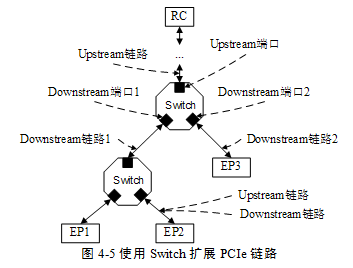 RC
Upstream链路
Upstream端口
...
Downstream端口1
Downstream端口2
Switch
Downstream链路1
Downstream链路2
Switch
EP3
Upstream链路
Downstream链路
EP1
EP2
图 4-5 使用 Switch 扩展 PCIe 链路